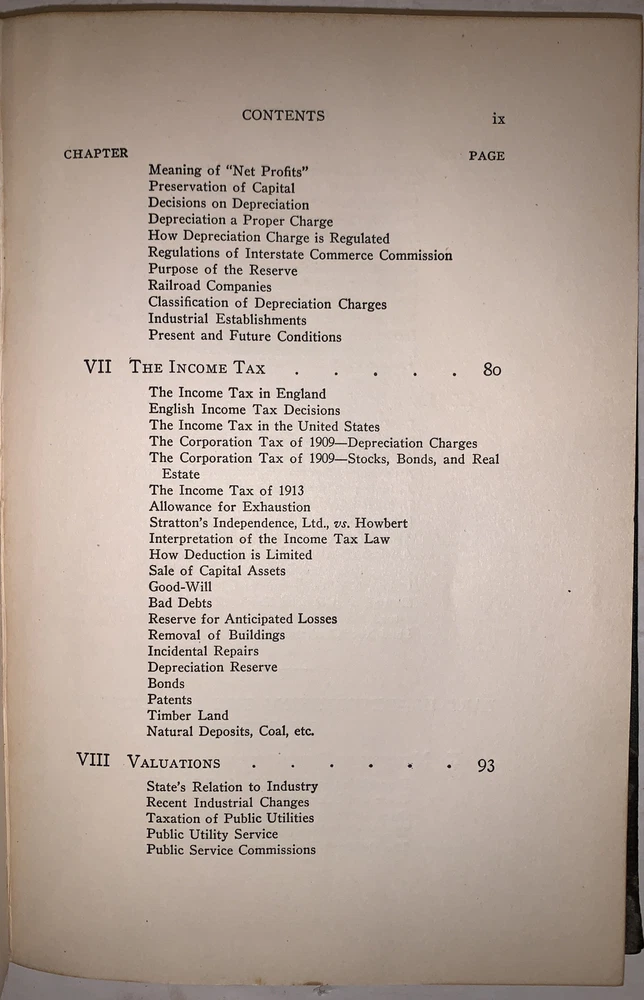 CONTENTS ix
CHAPTER PAGE
Meaning of “Net Profits”
Preservation of Capital
Decisions on Depreciation
Depreciation a Proper Charge
How Depreciation Charge is Regulated
Regulations of Interstate Commerce Commission
Purpose of the Reserve
Railroad Companies
Classification of Depreciation Charges
Industrial Establishments
Present and Future Conditions
VII THE INCOME TAX . . . . . 80
The Income Tax in England
English Income Tax Decisions
The Income Tax in the United States
The Corporation Tax of 1909—Depreciation Charges
The Corporation Tax of 1909—Stocks, Bonds, and Real
Estate
The Income Tax of 1913
Allowance for Exhaustion
Stratton’s Independence, Ltd., vs. Howbert
Interpretation of the Income Tax Law
How Deduction is Limited
Sale of Capital Assets
Good-Will
Bad Debts
Reserve for Anticipated Losses
Removal of Buildings
Incidental Repairs
Depreciation Reserve
Bonds
Patents
Timber Land
Natural Deposits, Coal, etc.
VIII VALUATIONS . . . . . . 93
State’s Relation to Industry
Recent Industrial Changes
Taxation of Public Utilities
Public Utility Service
Public Service Commissions